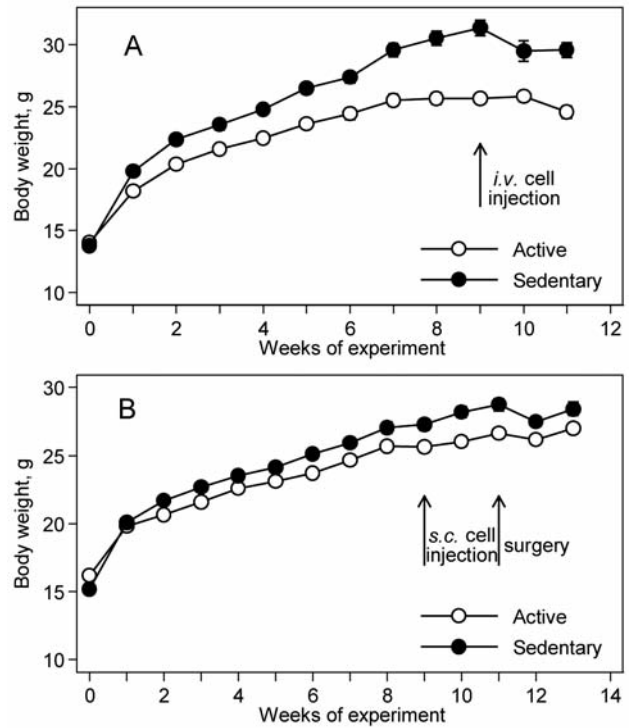 A
Body weight, g
30
25
20
15
10
i.v. cell
injection
Active
Sedentary
0 2 4 6 8 10 12
Weeks of experiment
B
Body weight, g
30
25
20
15
10
s.c. cell
injection
surgery
Active
Sedentary
0 2 4 6 8 10 12 14
Weeks of experiment